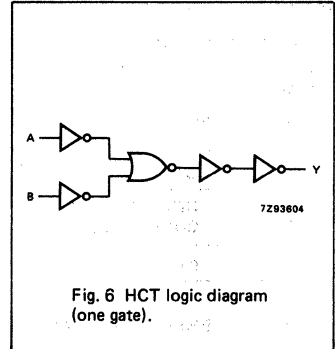 A
B
Y
7Z93604
Fig. 6 HCT logic diagram
(one gate).